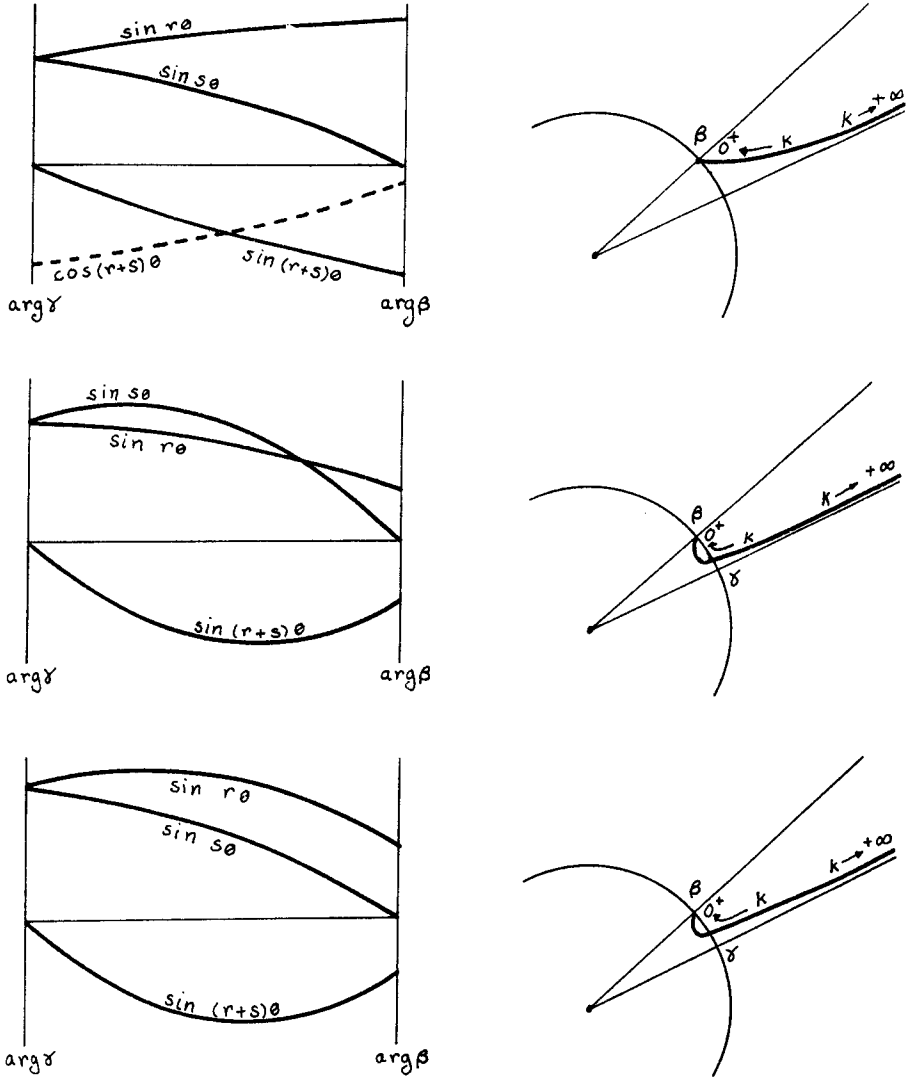 sin rθ
sin sθ
cos(r+s)θ
sin(r+s)θ
argγ
argβ
β
0⁺
k
k
+∞
sin sθ
sin rθ
sin(r+s)θ
argγ
argβ
β
0⁺
k
k
+∞
γ
sin rθ
sin sθ
sin (r+s)θ
argγ
argβ
β
0⁺
k
k
+∞
γ